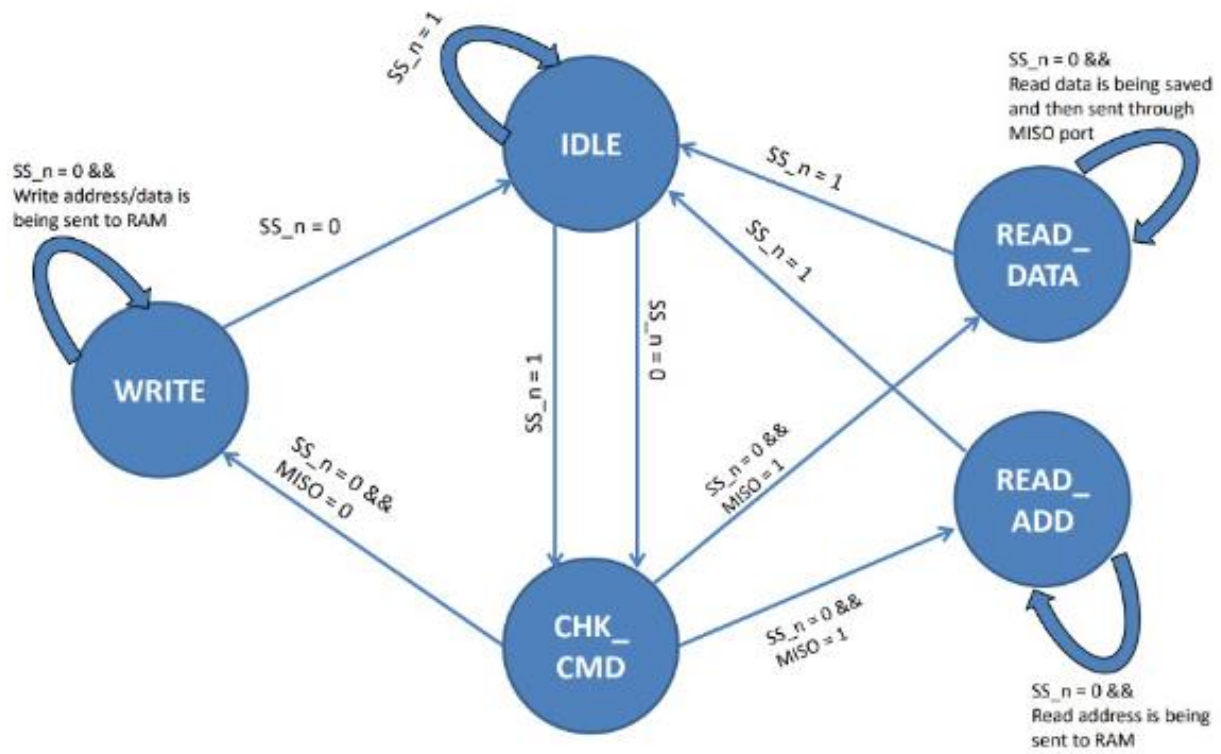 SS_n = 1
IDLE
SS_n = 0 &&
Read data is being saved
and then sent through
MISO port
SS_n = 0 &&
Write address/data is
being sent to RAM
SS_n = 0
SS_n = 1
READ_
DATA
SS_n = 1
SS_n = 1
SS_n = 0
WRITE
SS_n = 0 &&
MISO = 0
SS_n = 0 &&
MISO = 1
READ_
ADD
CHK_
CMD
SS_n = 0 &&
MISO = 1
SS_n = 0 &&
Read address is being
sent to RAM